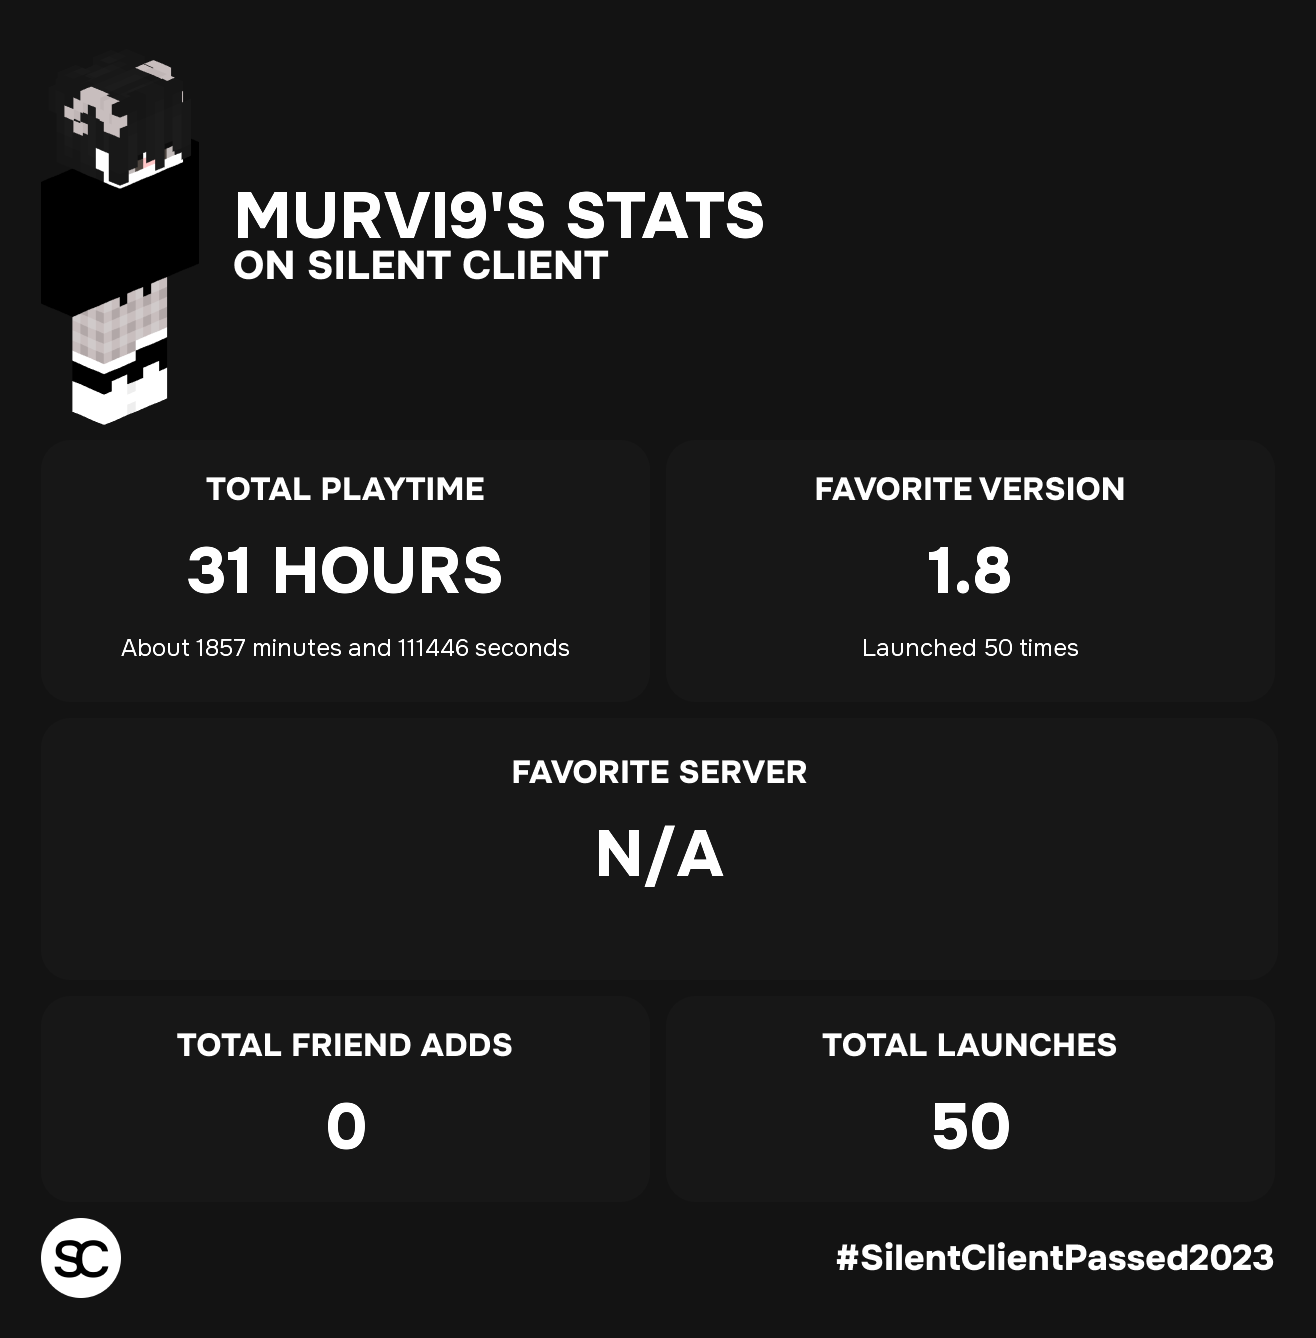 MURVI9'S STATS
ON SILENT CLIENT
TOTAL PLAYTIME
31 HOURS
About 1857 minutes and 111446 seconds
FAVORITE VERSION
1.8
Launched 50 times
FAVORITE SERVER
N/A
TOTAL FRIEND ADDS
0
TOTAL LAUNCHES
50
SC
#SilentClientPassed2023